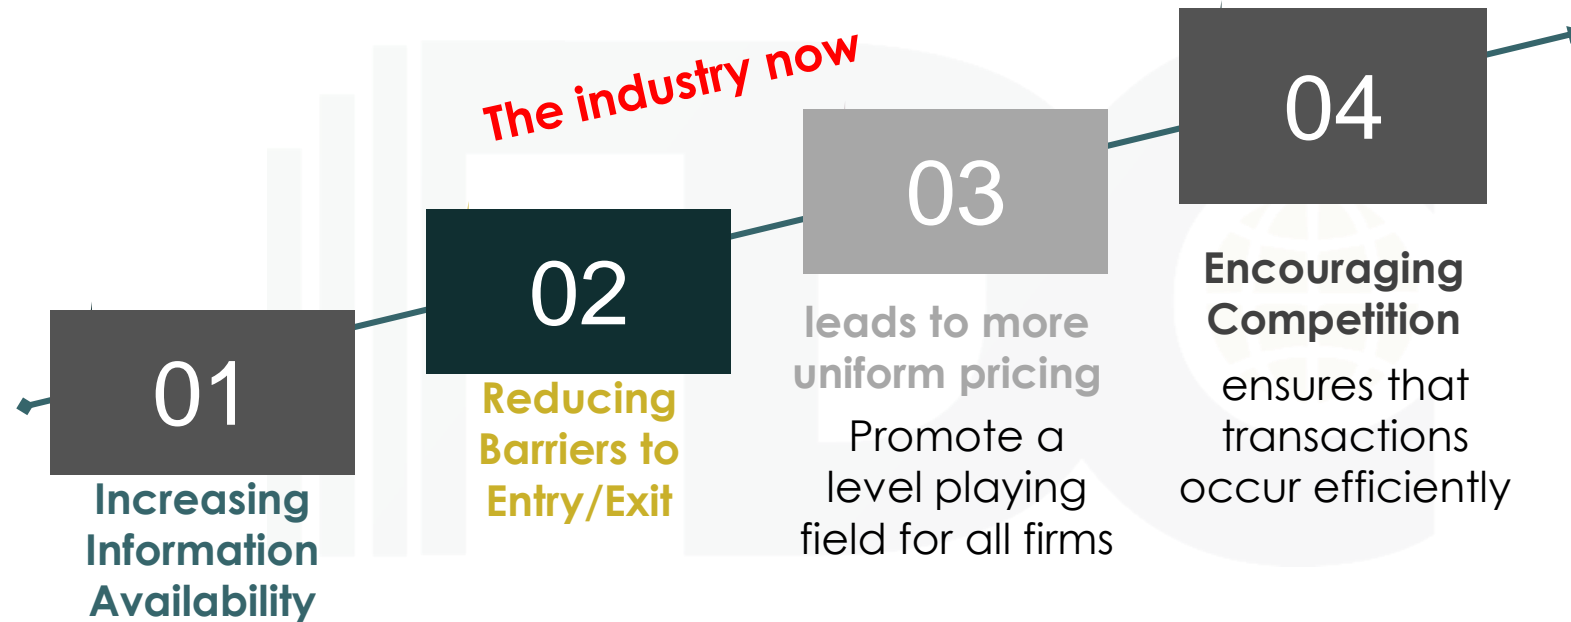 The industry now
01
Increasing
Information
Availability
02
Reducing
Barriers to
Entry/Exit
03
leads to more
uniform pricing
Promote a
level playing
field for all firms
04
Encouraging
Competition
ensures that
transactions
occur efficiently